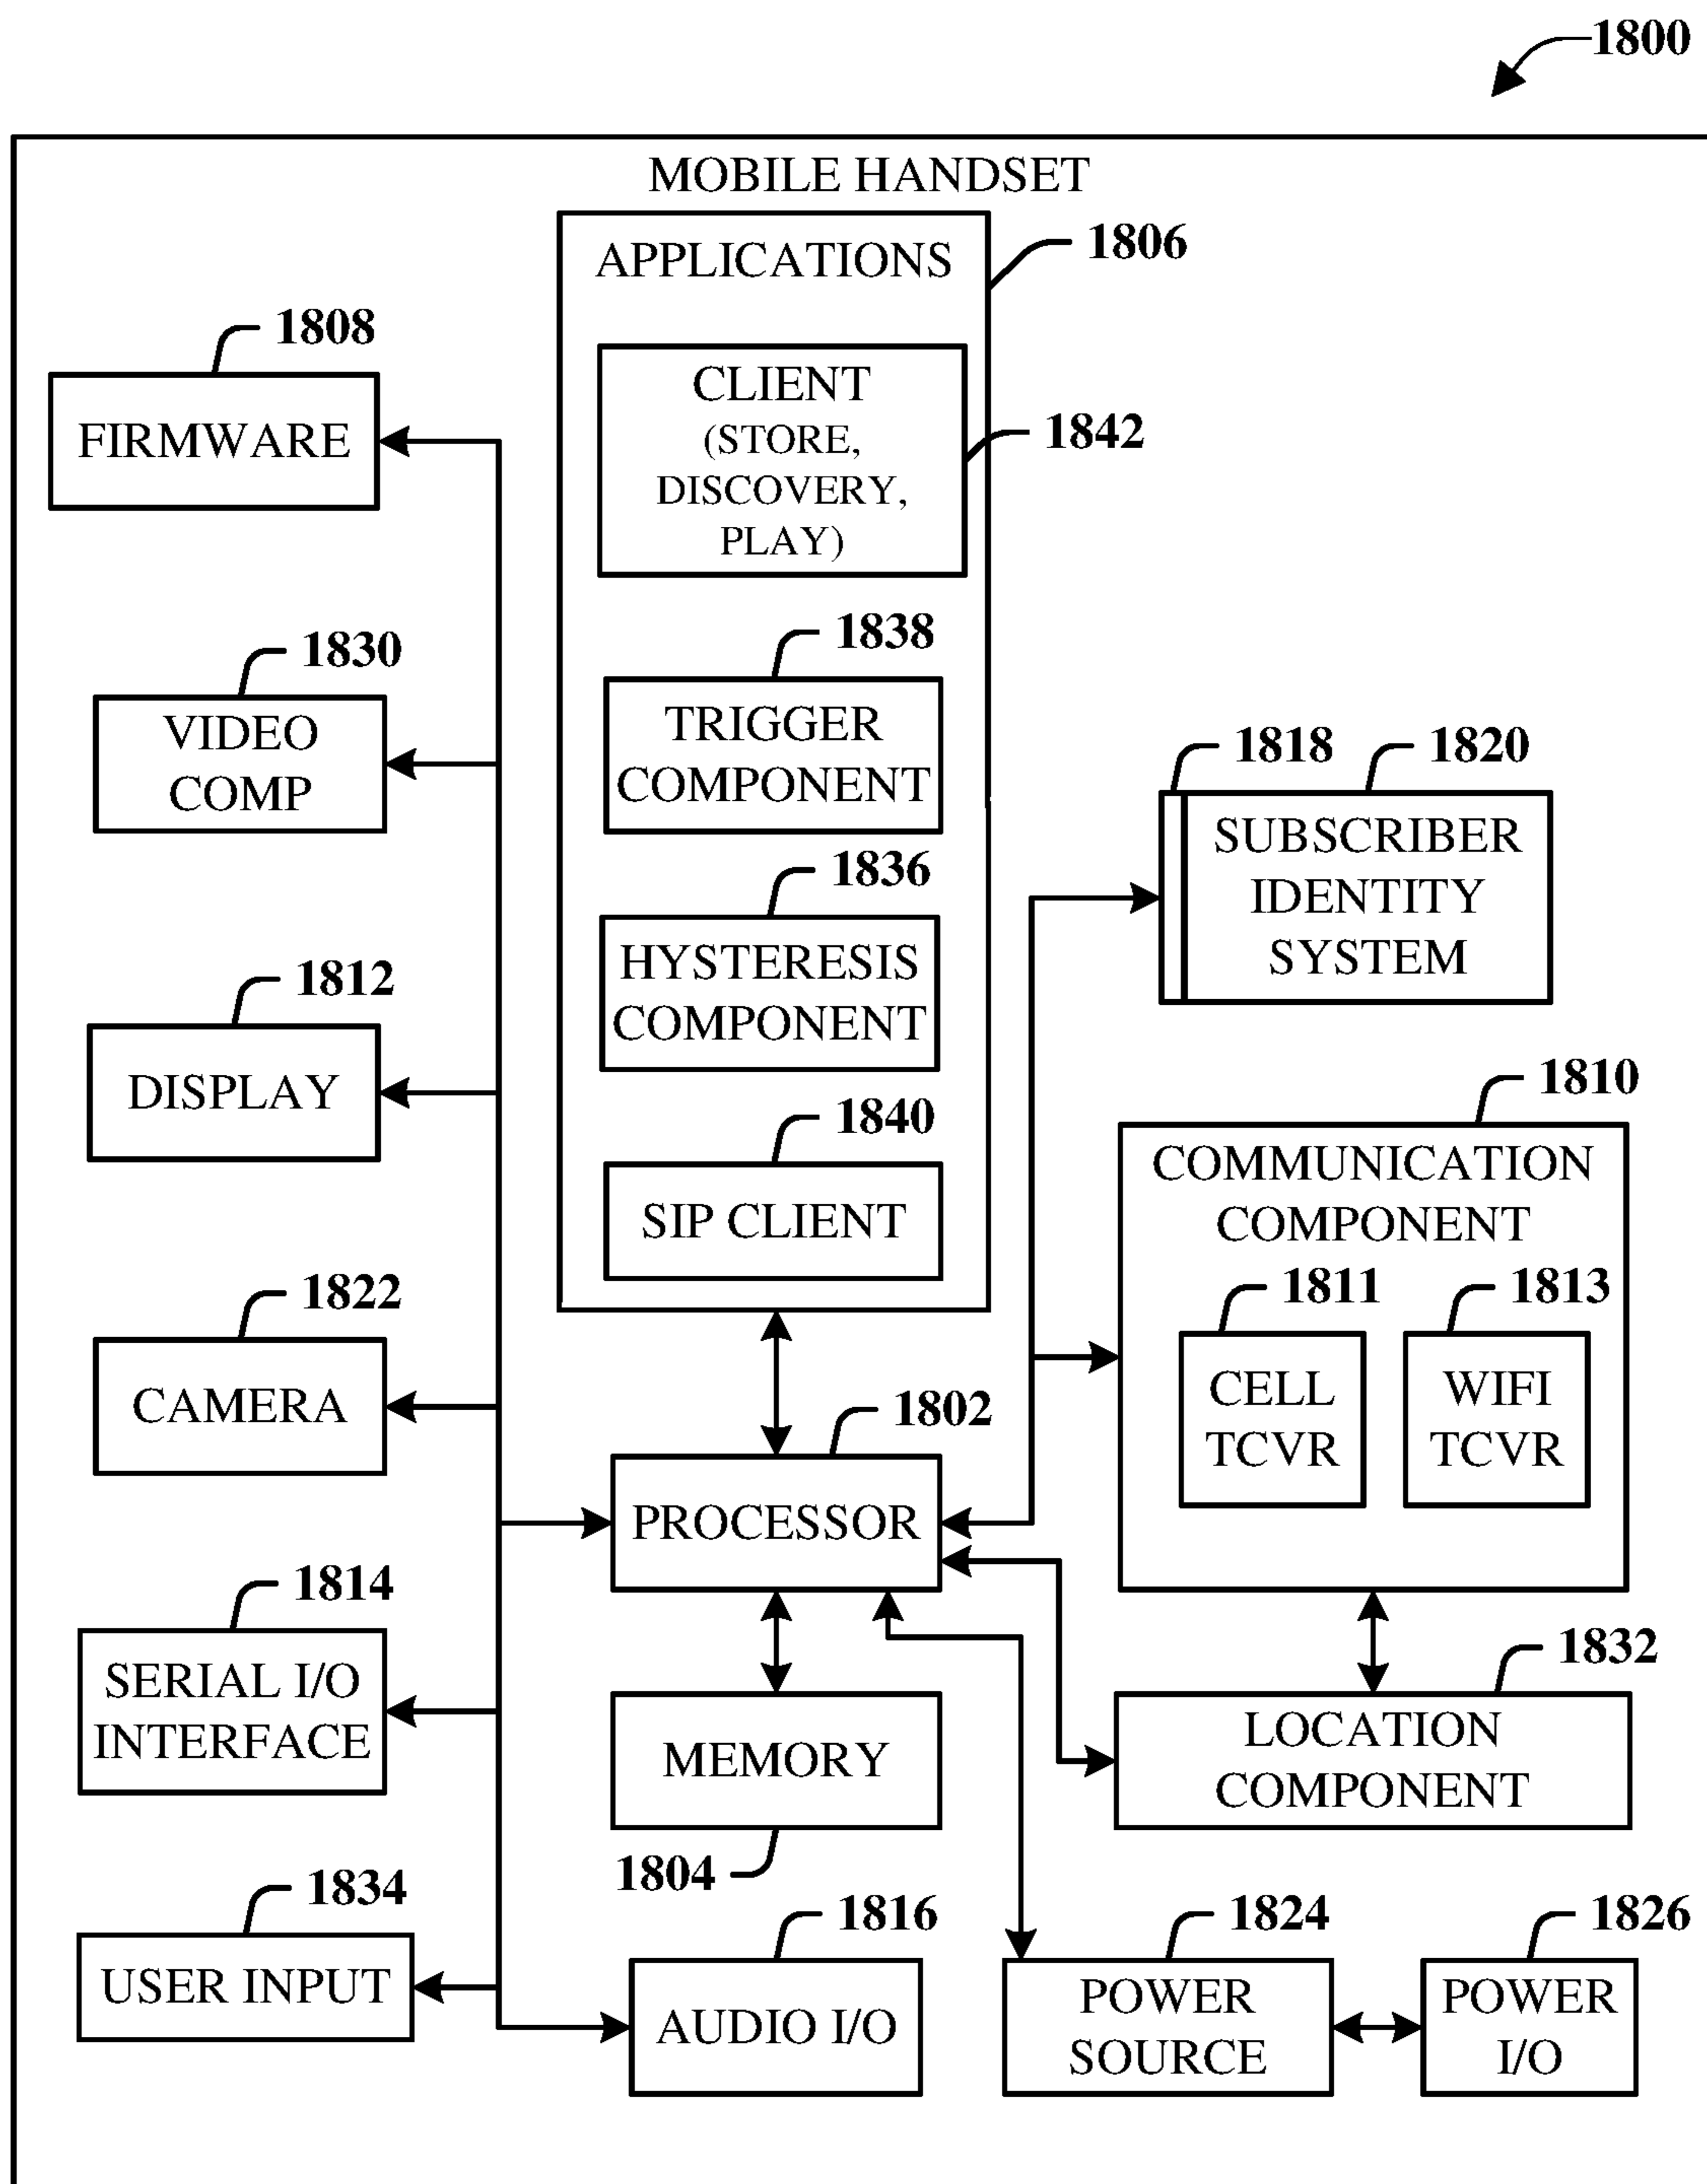 1800
MOBILE HANDSET
APPLICATIONS
1806
CLIENT
(STORE,
DISCOVERY,
PLAY)
1842
1838
TRIGGER
COMPONENT
1836
HYSTERESIS
COMPONENT
1840
SIP CLIENT
1808
FIRMWARE
1830
VIDEO
COMP
1812
DISPLAY
1822
CAMERA
1814
SERIAL I/O
INTERFACE
1834
USER INPUT
1818
1820
SUBSCRIBER
IDENTITY
SYSTEM
1810
COMMUNICATION
COMPONENT
1811
CELL
TCVR
1813
WIFI
TCVR
1802
PROCESSOR
1832
LOCATION
COMPONENT
MEMORY
1804
1816
AUDIO I/O
1824
POWER
SOURCE
1826
POWER
I/O